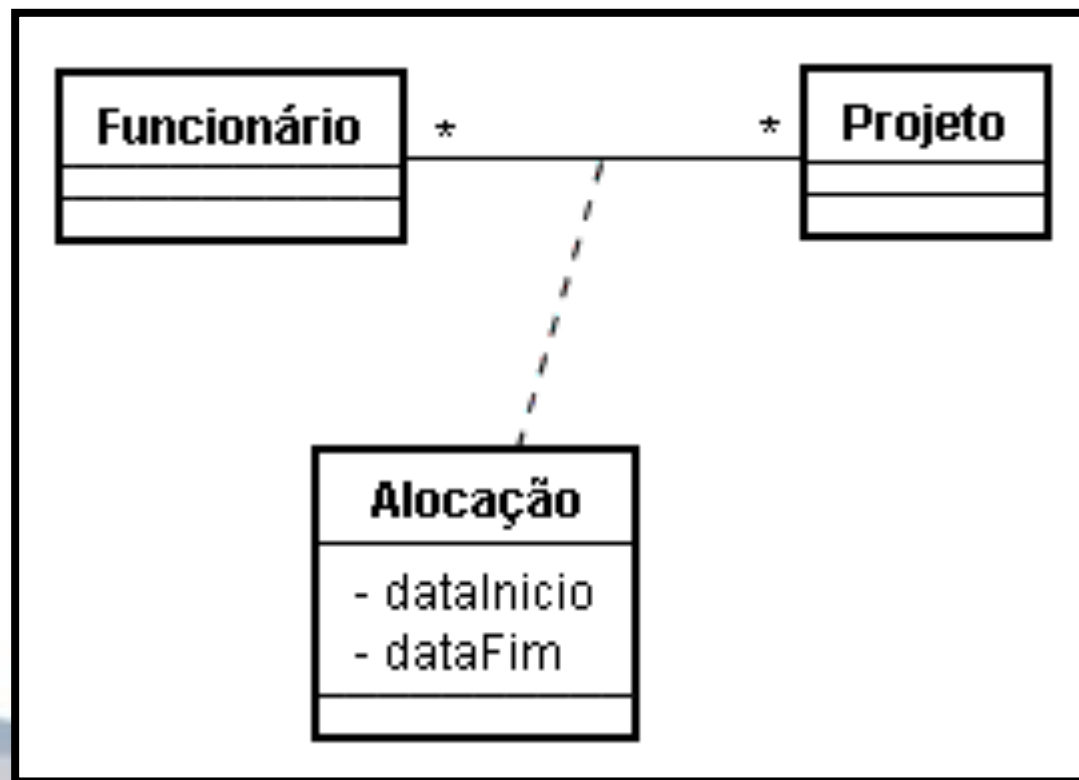 Funcionário
*
*
Projeto
Alocação
- dataInicio
- dataFim